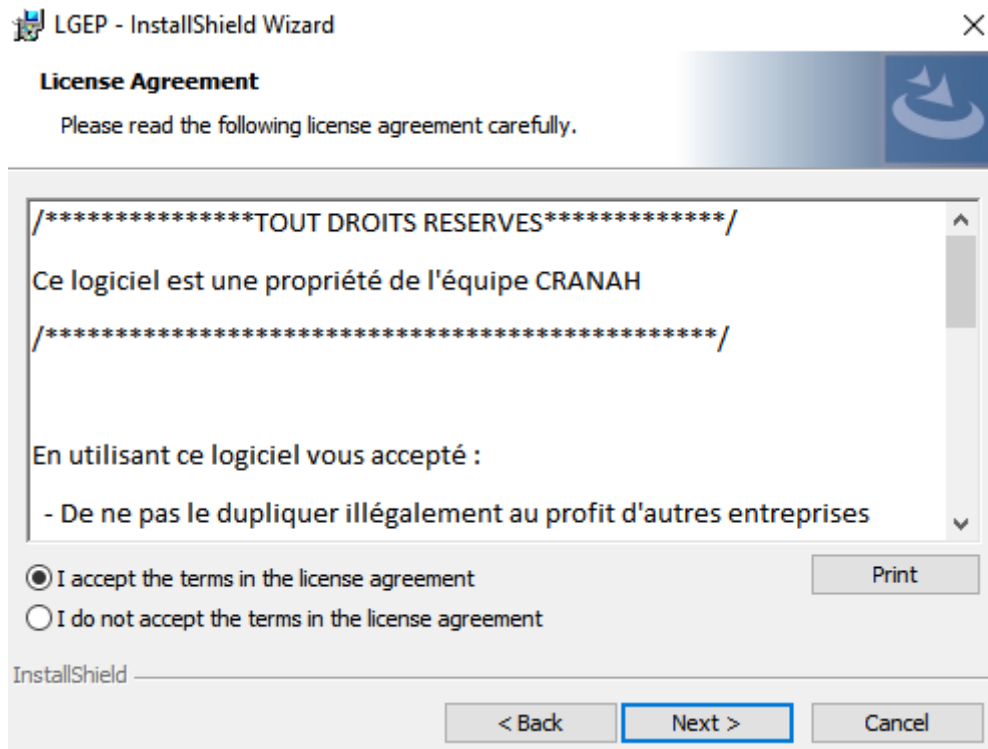 LGEP - InstallShield Wizard
License Agreement
Please read the following license agreement carefully.
/***************TOUT DROITS RESERVES*************/
Ce logiciel est une propriété de l'équipe CRANAH
/************************************************/
En utilisant ce logiciel vous accepté :
- De ne pas le dupliquer illégalement au profit d'autres entreprises
I accept the terms in the license agreement
Print
I do not accept the terms in the license agreement
InstallShield
< Back
Next >
Cancel